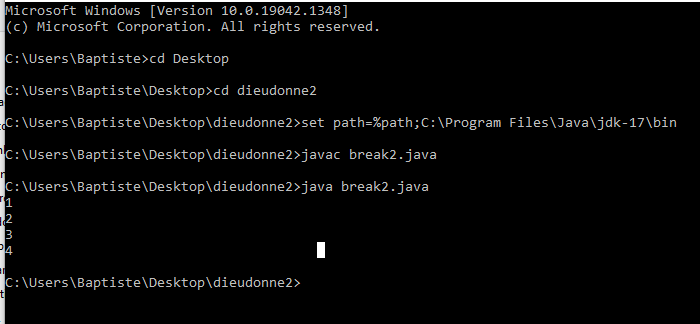 Microsoft Windows [Version 10.0.19042.1348]
(c) Microsoft Corporation. All rights reserved.
C:\Users\Baptiste>cd Desktop
C:\Users\Baptiste\Desktop>cd dieudonne2
C:\Users\Baptiste\Desktop\dieudonne2>set path=%path;C:\Program Files\Java\jdk-17\bin
C:\Users\Baptiste\Desktop\dieudonne2>javac break2.java
C:\Users\Baptiste\Desktop\dieudonne2>java break2.java
1
2
3
4
C:\Users\Baptiste\Desktop\dieudonne2>